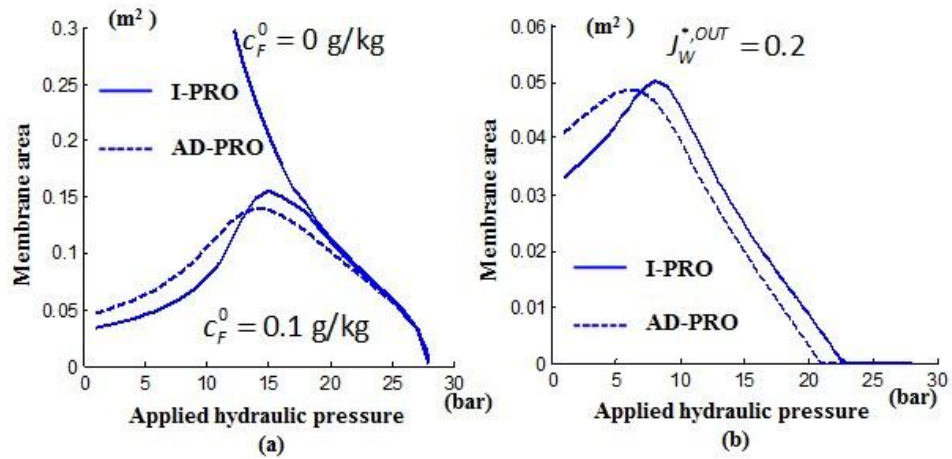 (m²)
0.3
0.25
0.2
0.15
0.1
0.05
0
c_F^0 = 0 g/kg
I-PRO
AD-PRO
c_F^0 = 0.1 g/kg
Membrane area
0 5 10 15 20 25 30
Applied hydraulic pressure (bar)
(a)
(m²)
0.06
0.05
0.04
0.03
0.02
0.01
0
J_W^{*,OUT} = 0.2
I-PRO
AD-PRO
Membrane area
0 5 10 15 20 25 30
Applied hydraulic pressure (bar)
(b)